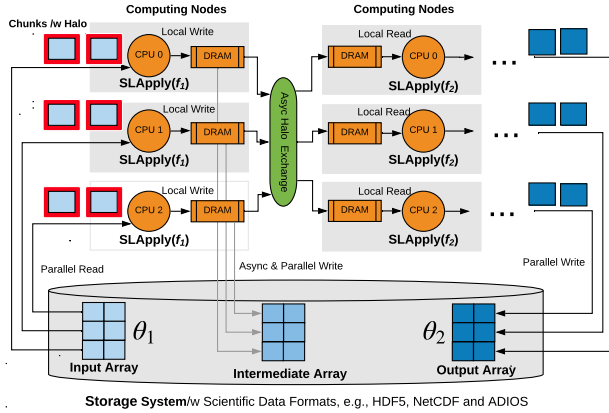 Computing Nodes
Computing Nodes
Chunks /w Halo
Local Write
CPU 0
DRAM
SLApply(f₁)
Local Read
DRAM
CPU 0
SLApply(f₂)
...
Local Write
CPU 1
DRAM
SLApply(f₁)
Asyc Halo Exchange
Local Read
DRAM
CPU 1
SLApply(f₂)
...
Local Write
CPU 2
DRAM
SLApply(f₁)
Local Read
DRAM
CPU 2
SLApply(f₂)
...
Parallel Read
Async & Parallel Write
Parallel Write
θ₁
θ₂
Input Array
Intermediate Array
Output Array
Storage System/w Scientific Data Formats, e.g., HDF5, NetCDF and ADIOS